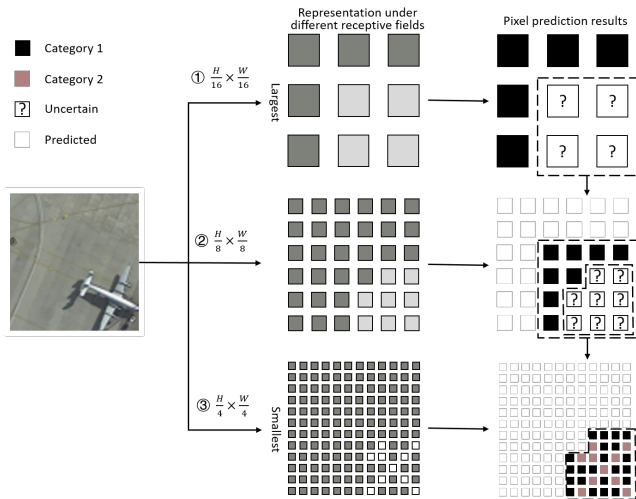 Representation under
different receptive fields
Pixel prediction results
Category 1
Category 2
? Uncertain
Predicted
① H/16 × W/16
Largest
? ?
? ?
② H/8 × W/8
? ?
? ? ?
? ? ?
③ H/4 × W/4
Smallest